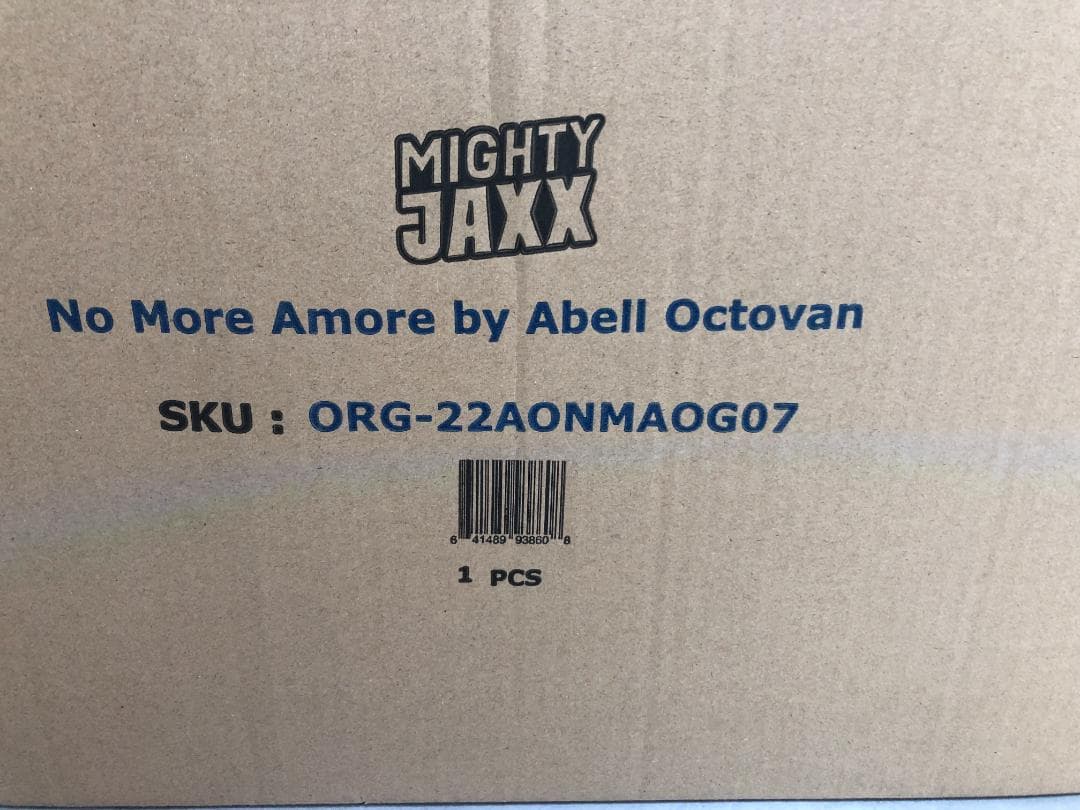 MIGHTY
JAXX
No More Amore by Abell Octovan
SKU : ORG-22AONMAOG07
6 41489 93860 8
1 PCS